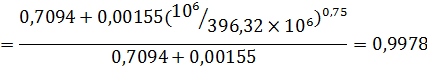 = 0,7094 + 0,00155(10⁶/396,32 × 10⁶)⁰,⁷⁵ / 0,7094 + 0,00155 = 0,9978